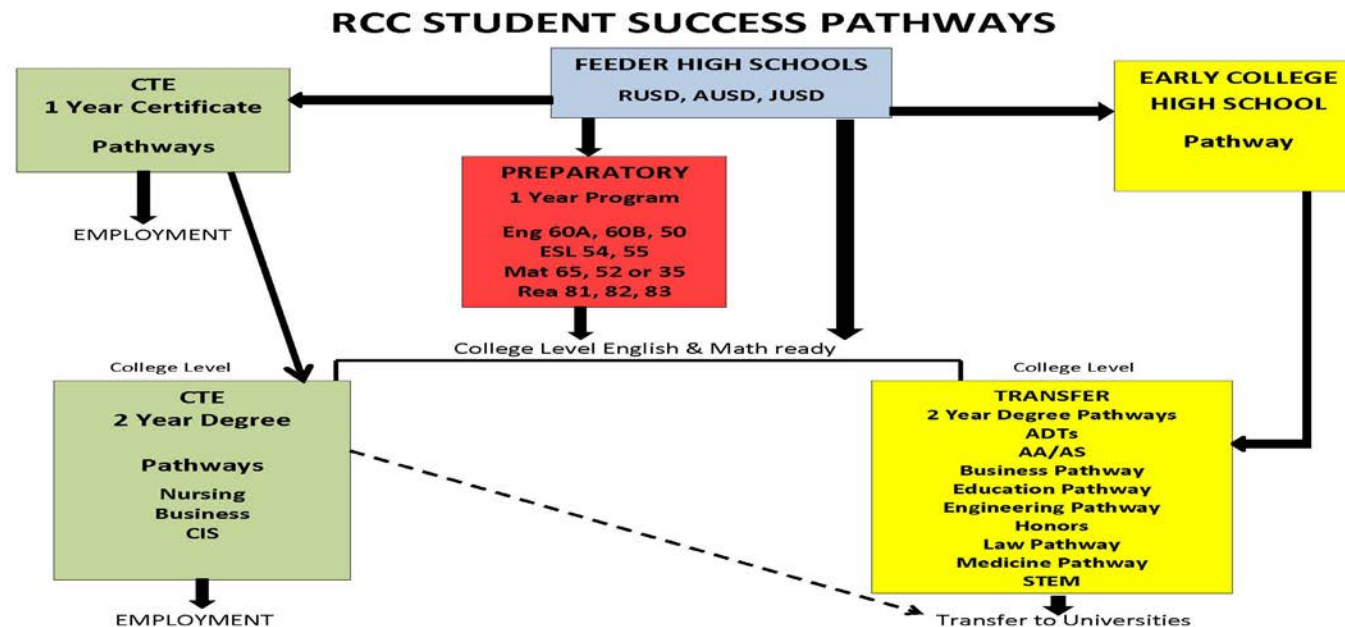 RCC STUDENT SUCCESS PATHWAYS
CTE
1 Year Certificate
Pathways
FEEDER HIGH SCHOOLS
RUSD, AUSD, JUSD
EARLY COLLEGE
HIGH SCHOOL
Pathway
EMPLOYMENT
PREPARATORY
1 Year Program
Eng 60A, 60B, 50
ESL 54, 55
Mat 65, 52 or 35
Rea 81, 82, 83
College Level English & Math ready
College Level
CTE
2 Year Degree
Pathways
Nursing
Business
CIS
EMPLOYMENT
College Level
TRANSFER
2 Year Degree Pathways
ADTs
AA/AS
Business Pathway
Education Pathway
Engineering Pathway
Honors
Law Pathway
Medicine Pathway
STEM
Transfer to Universities